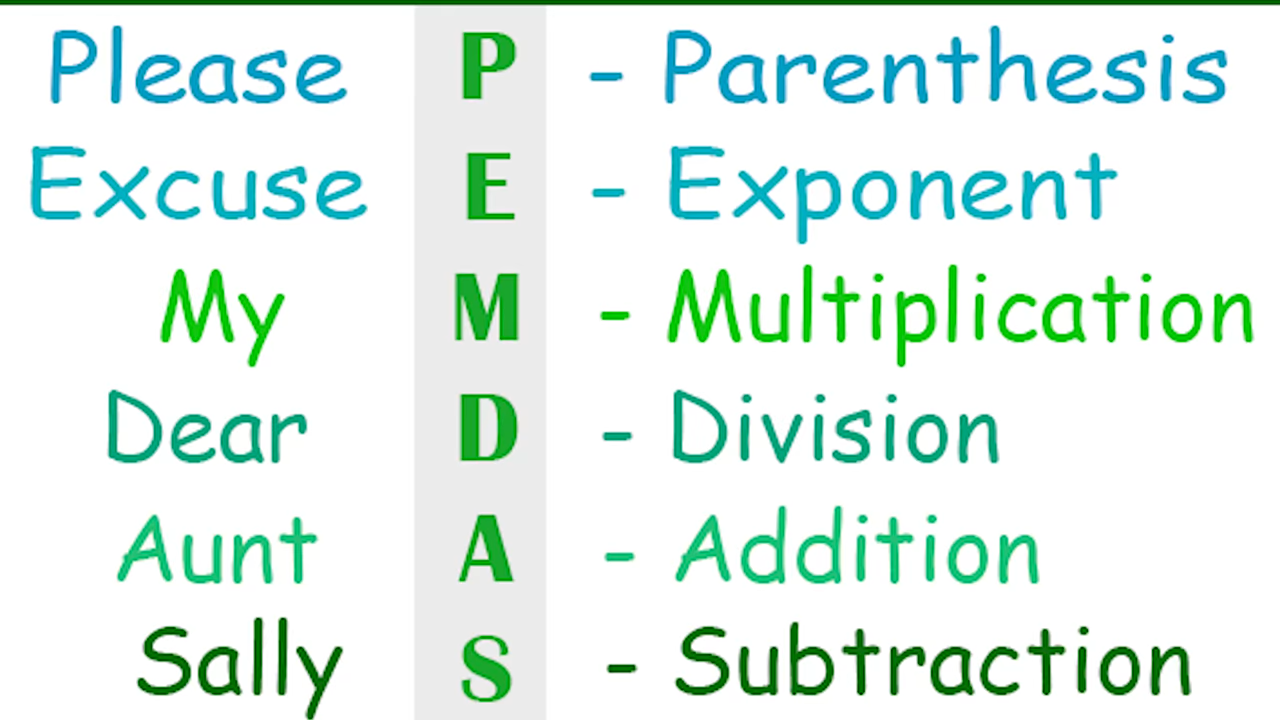 Please P - Parenthesis
Excuse E - Exponent
My M - Multiplication
Dear D - Division
Aunt A - Addition
Sally S - Subtraction